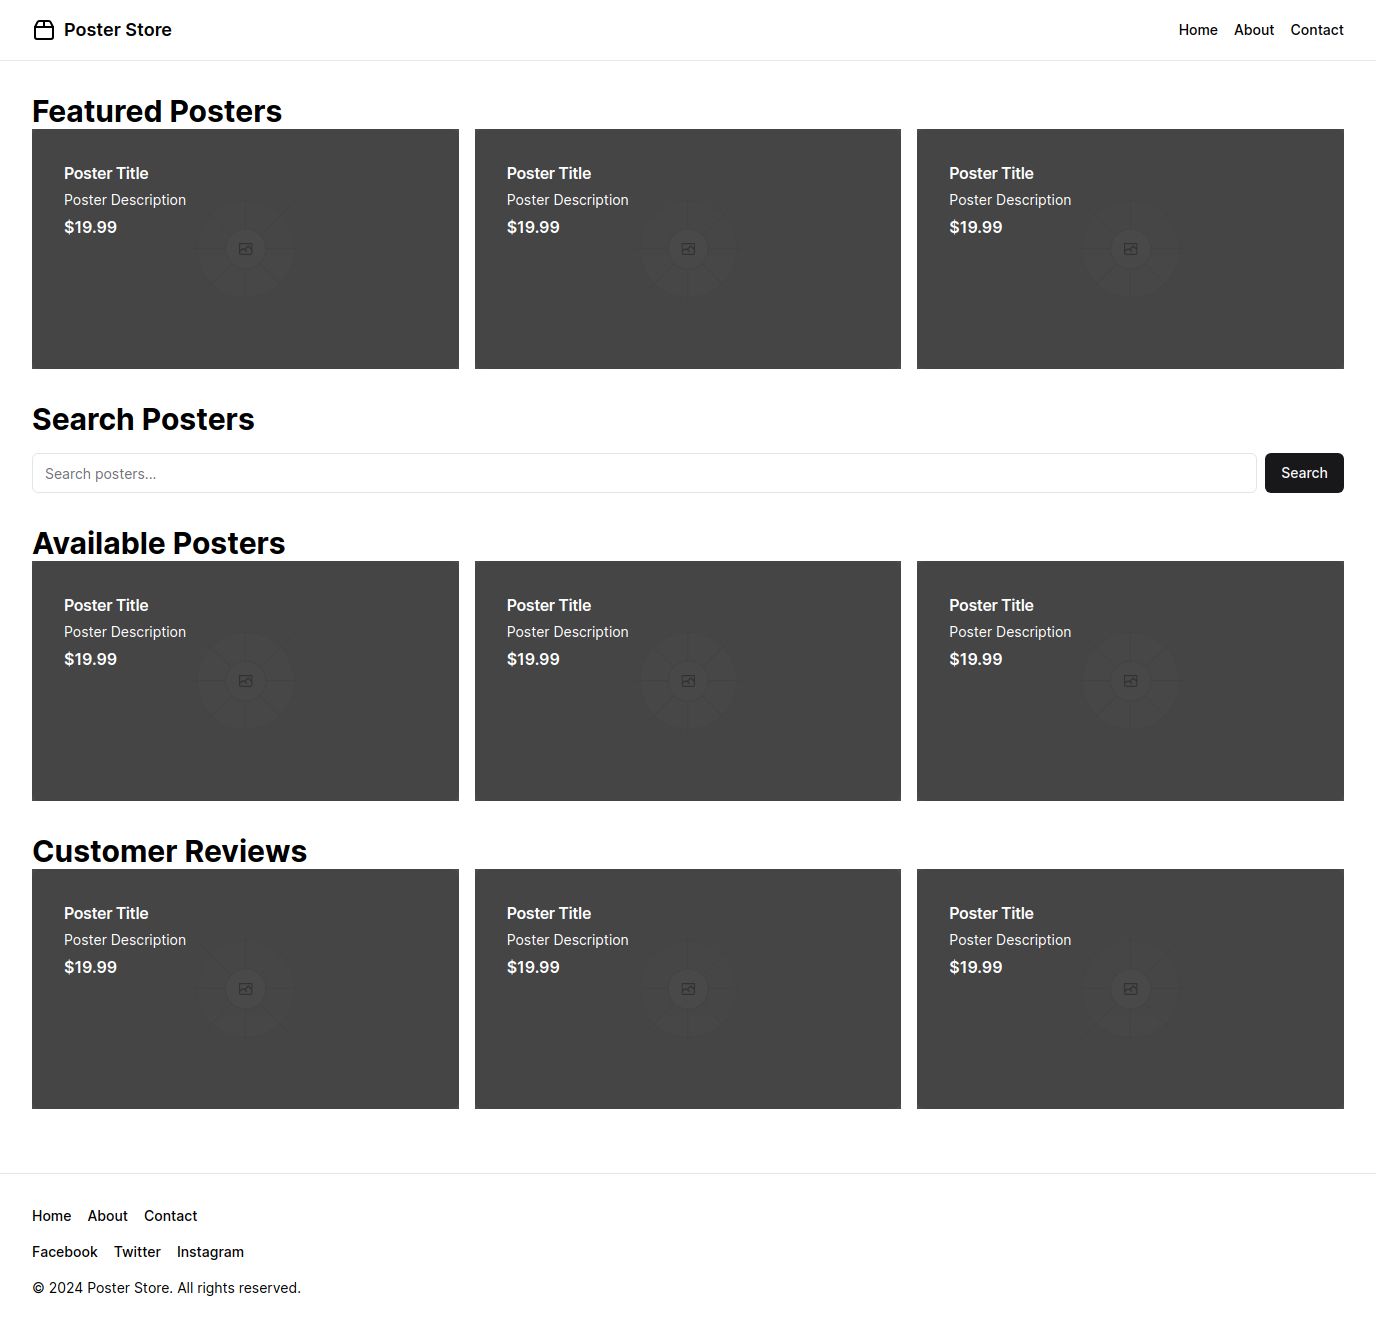 Poster Store
Home About Contact
Featured Posters
Poster Title
Poster Description
$19.99
Poster Title
Poster Description
$19.99
Poster Title
Poster Description
$19.99
Search Posters
Search posters...
Search
Available Posters
Poster Title
Poster Description
$19.99
Poster Title
Poster Description
$19.99
Poster Title
Poster Description
$19.99
Customer Reviews
Poster Title
Poster Description
$19.99
Poster Title
Poster Description
$19.99
Poster Title
Poster Description
$19.99
Home About Contact
Facebook Twitter Instagram
© 2024 Poster Store. All rights reserved.